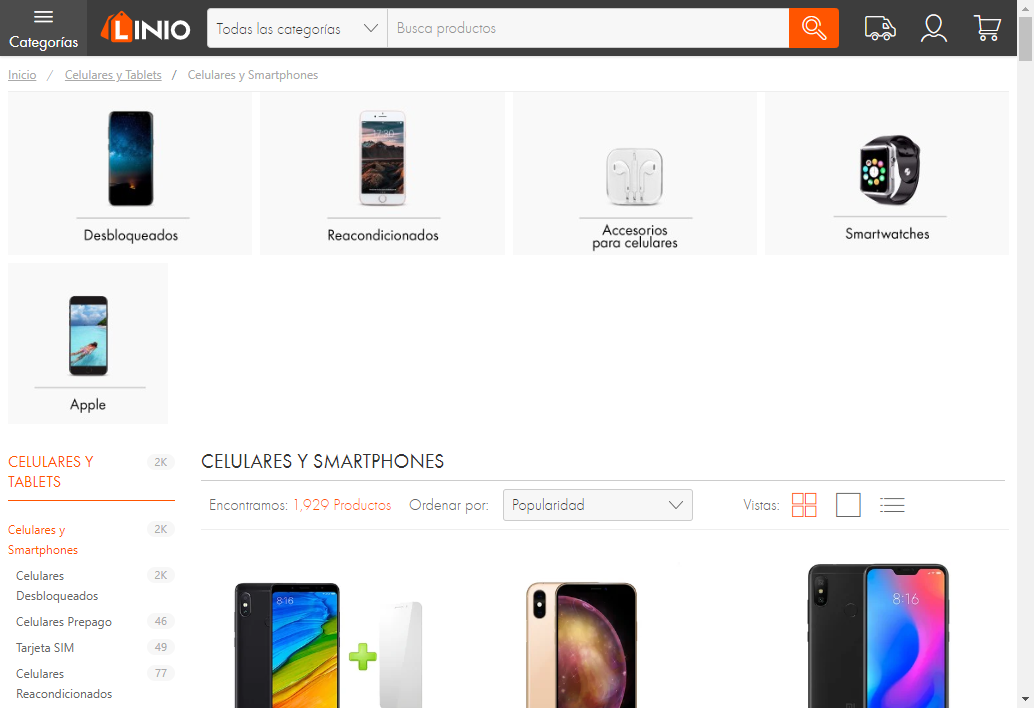 Categorías
LINIO
Todas las categorías
Busca productos
Inicio / Celulares y Tablets / Celulares y Smartphones
Desbloqueados
17:30
Reacondicionados
Accesorios
para celulares
Smartwatches
Apple
CELULARES Y
TABLETS
2K
Celulares y
Smartphones
2K
Celulares
Desbloqueados
2K
Celulares Prepago
46
Tarjeta SIM
49
Celulares
Reacondicionados
77
CELULARES Y SMARTPHONES
Encontramos: 1,929 Productos
Ordenar por:
Popularidad
Vistas:
8:16
8:16